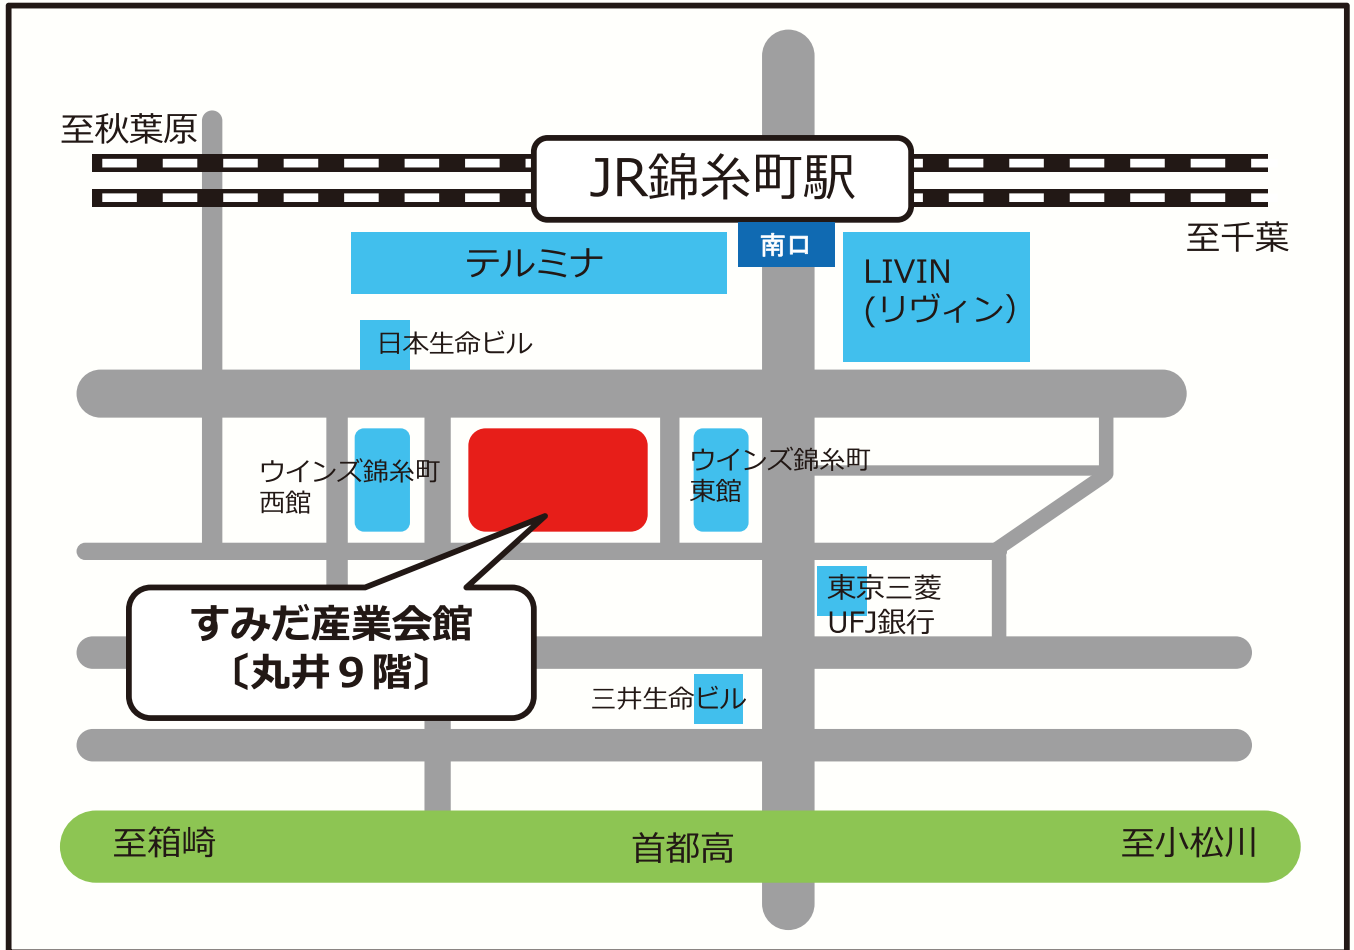 至秋葉原
JR錦糸町駅
至千葉
南口
テルミナ
LIVIN
(リヴィン）
日本生命ビル
ウインズ錦糸町
西館
ウインズ錦糸町
東館
東京三菱
UFJ銀行
すみだ産業会館
〔丸井９階〕
三井生命ビル
至箱崎
首都高
至小松川